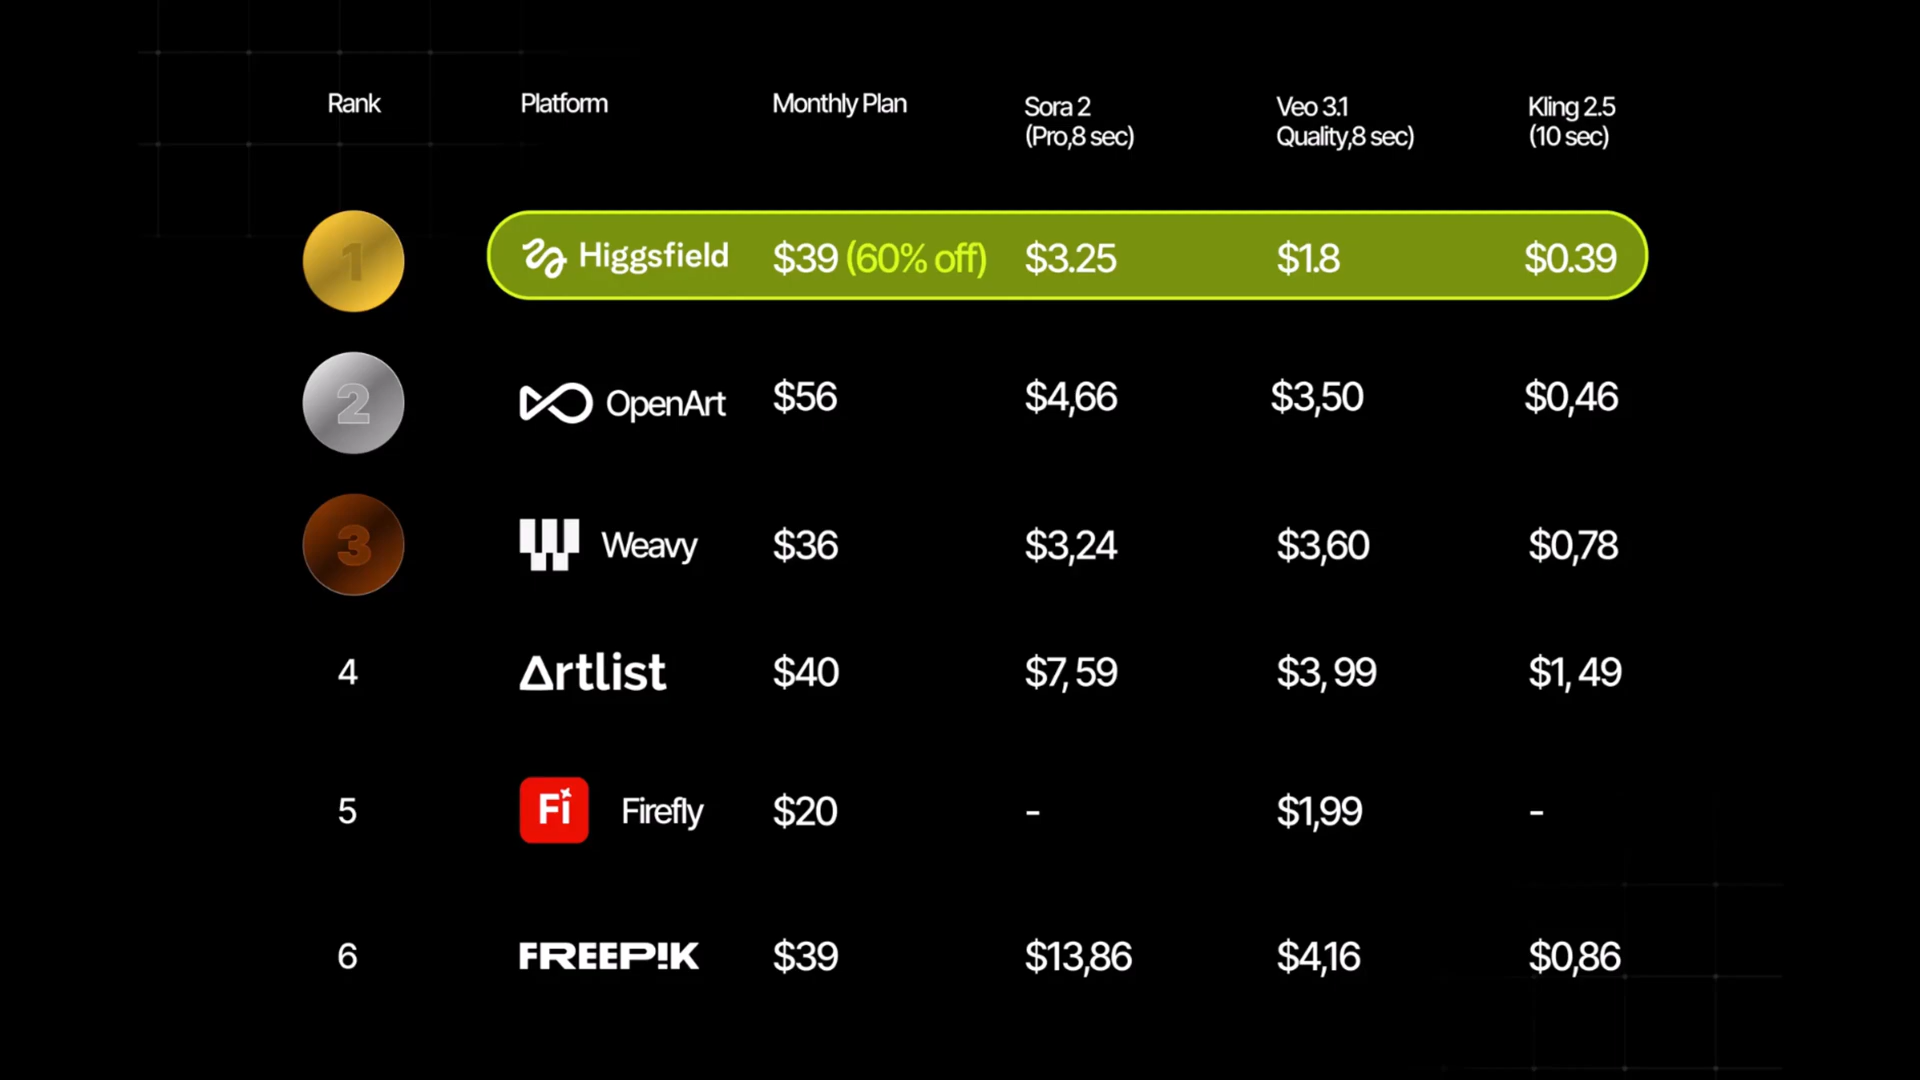 Rank Platform Monthly Plan Sora 2 (Pro,8 sec) Veo 3.1 Quality,8 sec) Kling 2.5 (10 sec)
1 Higgsfield $39 (60% off) $3.25 $1.8 $0.39
2 OpenArt $56 $4,66 $3,50 $0,46
3 Weavy $36 $3,24 $3,60 $0,78
4 Artlist $40 $7, 59 $3, 99 $1, 49
5 Fi Firefly $20 - $1,99 -
6 FREEP!K $39 $13,86 $4,16 $0,86